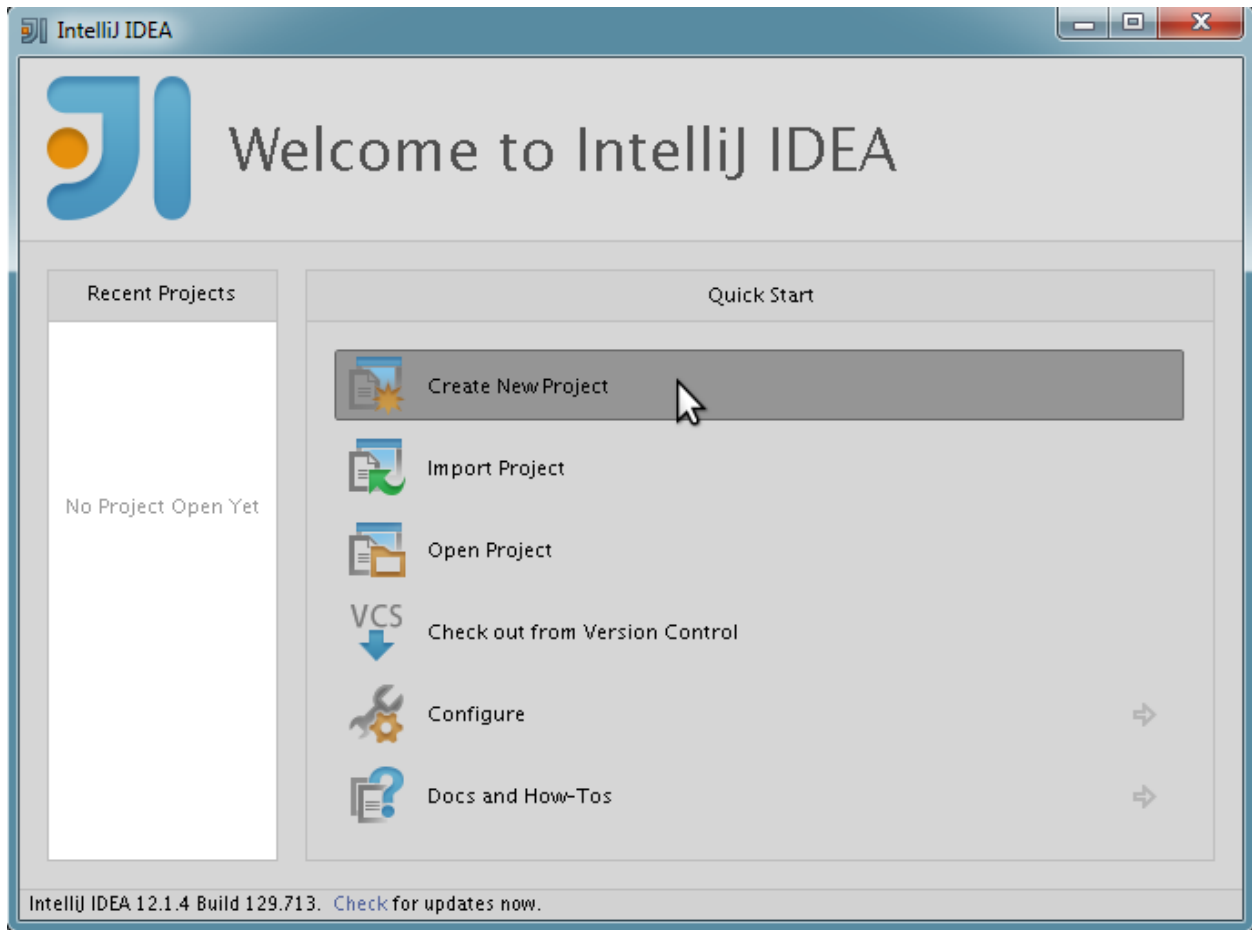 IntelliJ IDEA
Welcome to IntelliJ IDEA
Recent Projects
No Project Open Yet
Quick Start
Create New Project
Import Project
Open Project
VCS
Check out from Version Control
Configure
Docs and How-Tos
IntelliJ IDEA 12.1.4 Build 129.713. Check for updates now.